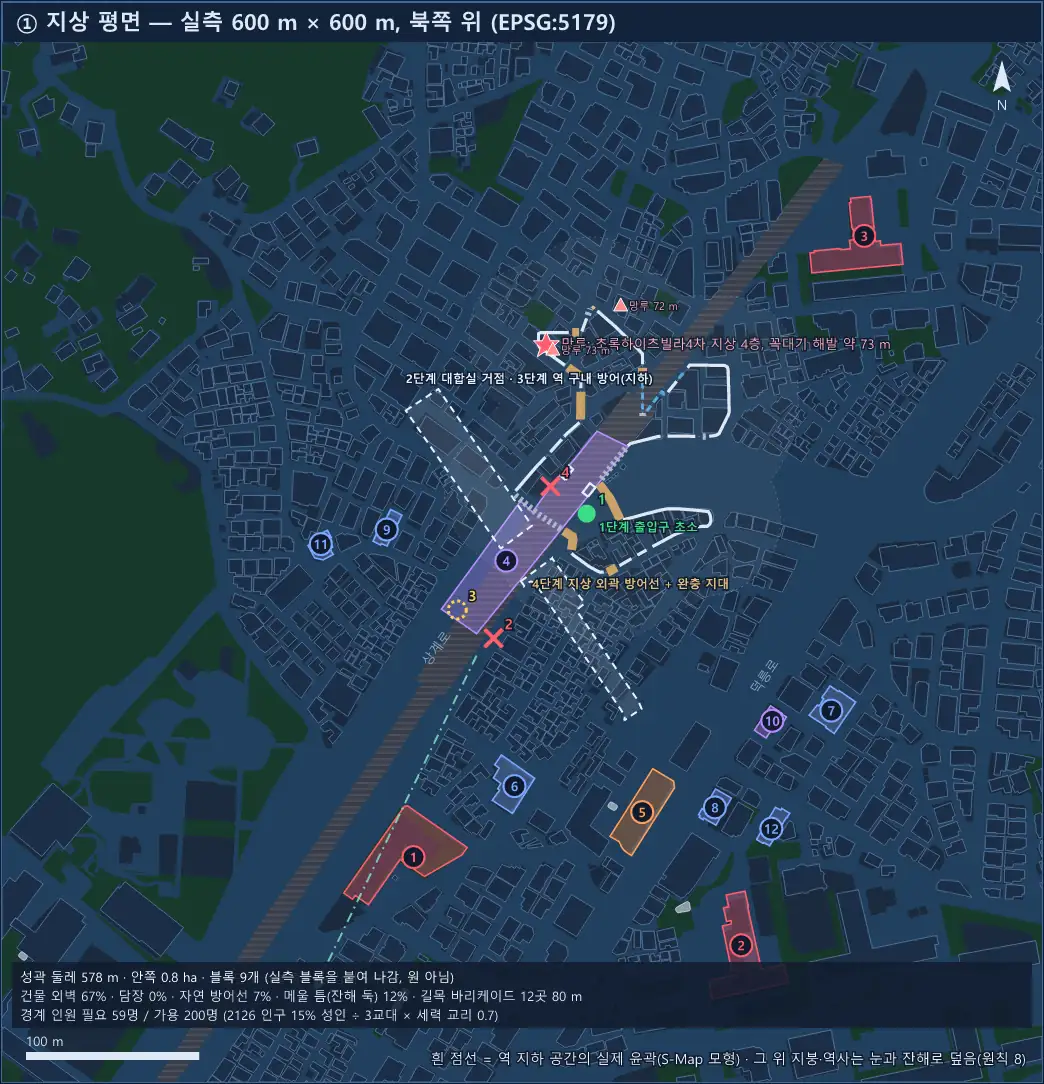 ① 지상 평면 — 실측 600 m × 600 m, 북쪽 위 (EPSG:5179)
N
3
망루 72 m
망루: 초록하이츠빌라4차 지상 4층, 꼭대기 해발 약 73 m
망루 73 m
2단계 대합실 거점 · 3단계 역 구내 방어(지하)
4
1
1단계 출입구 초소
9
11
4
4단계 지상 외곽 방어선 + 완충 지대
3
2
상계로
덕릉로
7
10
6
5
8
12
1
2
성곽 둘레 578 m · 안쪽 0.8 ha · 블록 9개 (실측 블록을 붙여 나감, 원 아님)
건물 외벽 67% · 담장 0% · 자연 방어선 7% · 메울 틈(잔해 둑) 12% · 길목 바리케이드 12곳 80 m
경계 인원 필요 59명 / 가용 200명 (2126 인구 15% 성인 ÷ 3교대 × 세력 교리 0.7)
100 m
흰 점선 = 역 지하 공간의 실제 윤곽(S-Map 모형) · 그 위 지붕·역사는 눈과 잔해로 덮음(원칙 8)